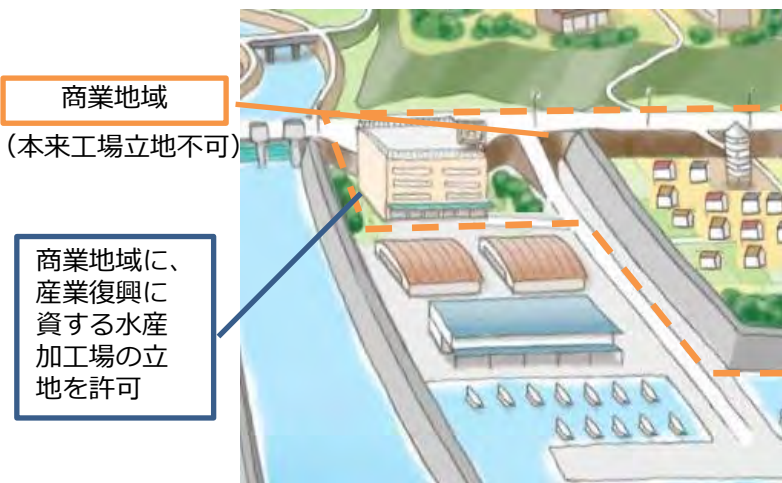 商業地域
（本来工場立地不可）
商業地域に、
産業復興に
資する水産
加工場の立
地を許可